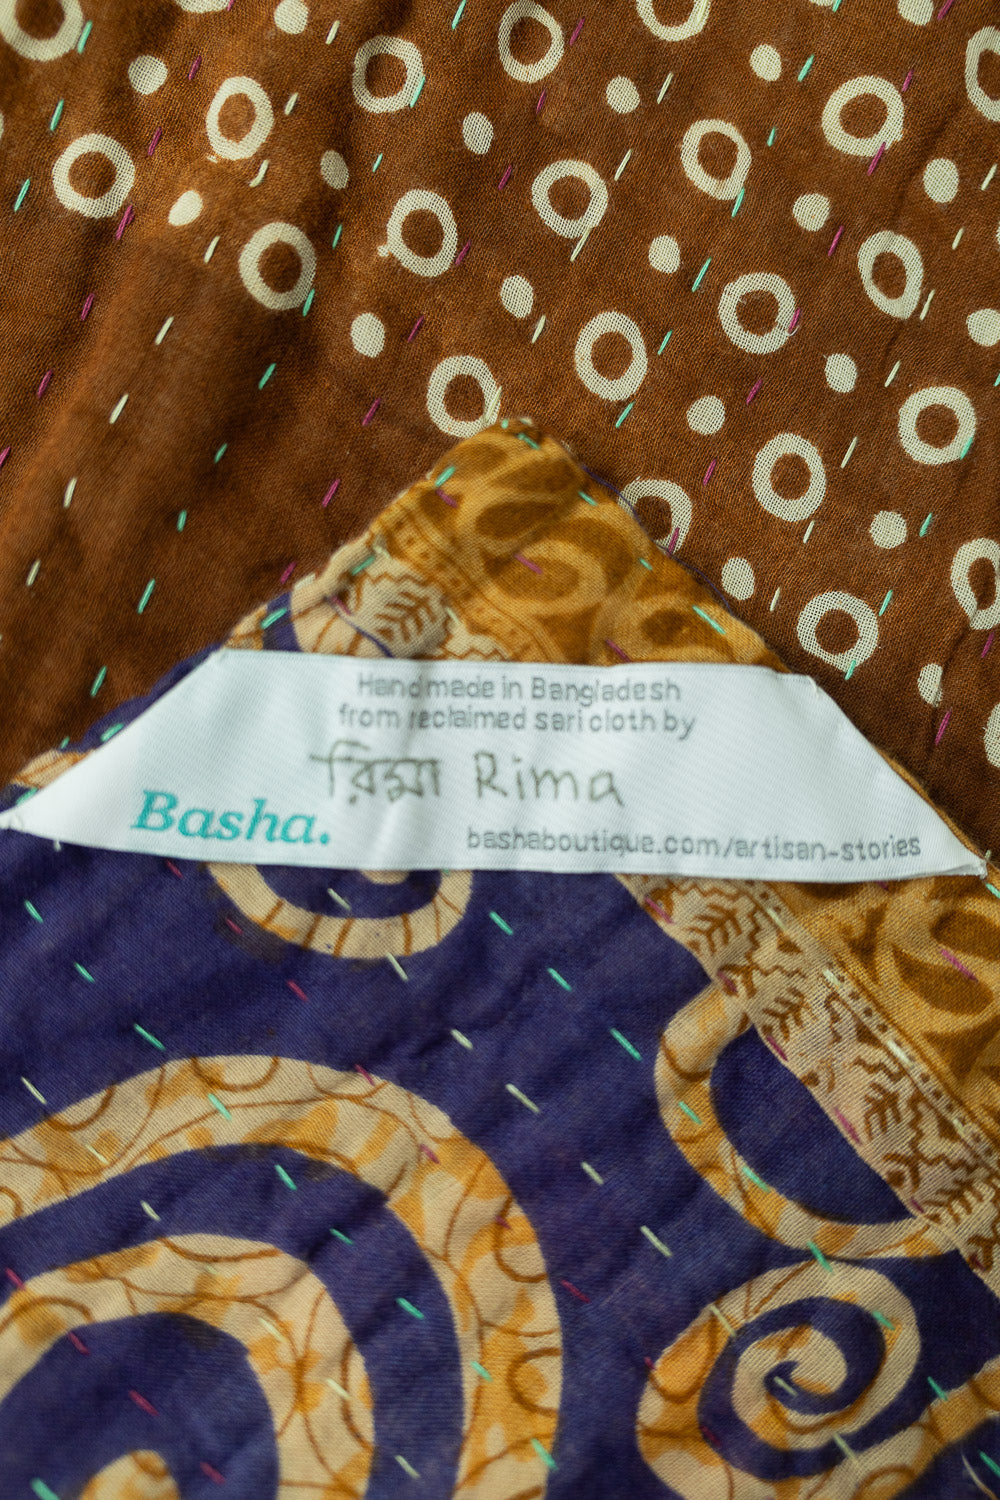 Handmade in Bangladesh
from reclaimed sari cloth by
রিমা Rima
Basha.
bashaboutique.com/artisan-stories